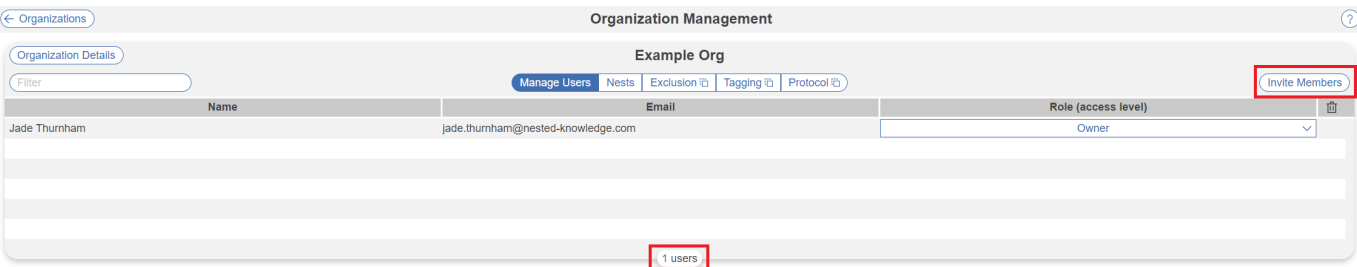 Organizations
Organization Management
?
Organization Details
Example Org
Filter
Manage Users Nests Exclusion Tagging Protocol
Invite Members
Name Email Role (access level)
Jade Thurnham jade.thurnham@nested-knowledge.com Owner
1 users